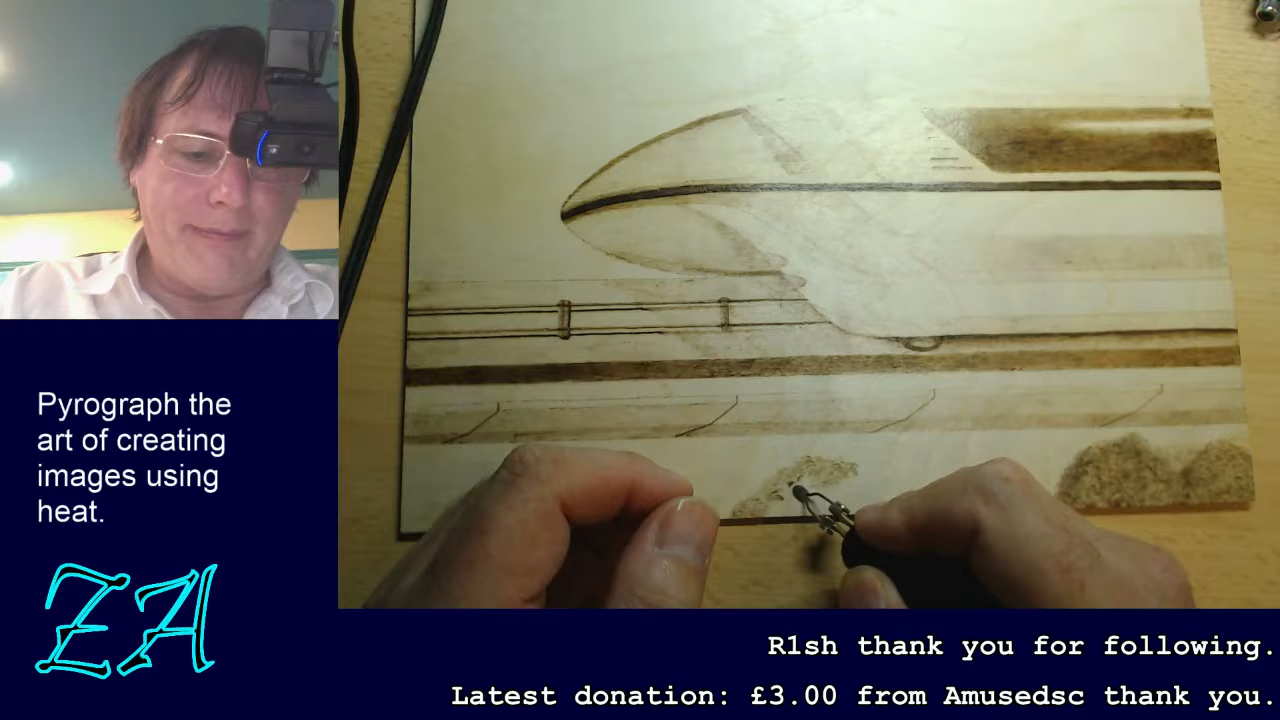 Pyrograph the
art of creating
images using
heat.
ZA
R1sh thank you for following.
Latest donation: £3.00 from Amusedsc thank you.